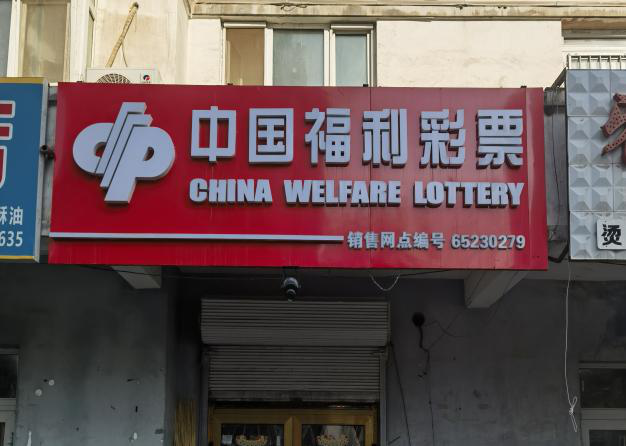 中国福利彩票
CHINA WELFARE LOTTERY
销售网点编号 65230279
酥油
635
烫